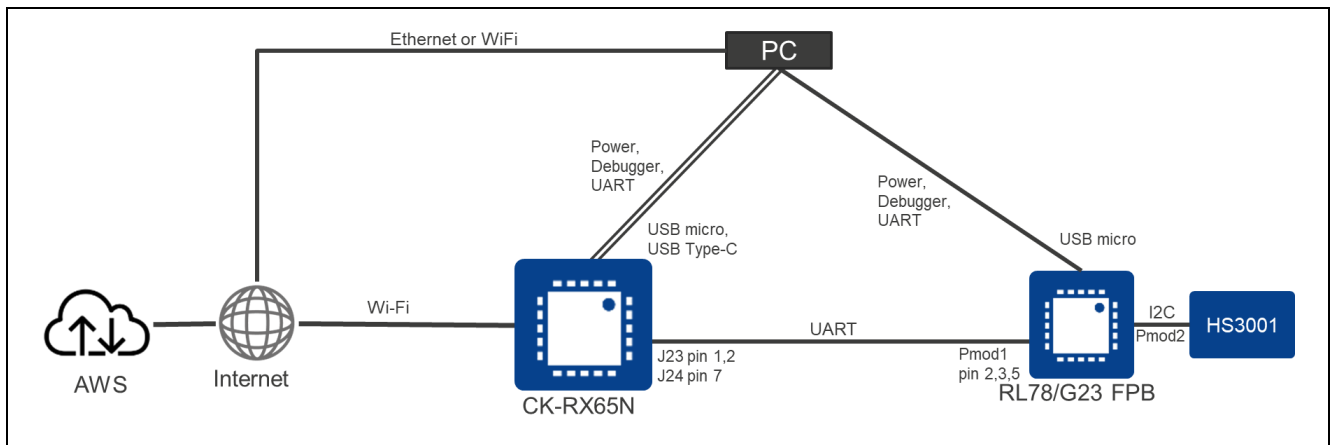 Ethernet or WiFi
PC
Power,
Debugger,
UART
Power,
Debugger,
UART
USB micro,
USB Type-C
USB micro
Wi-Fi
UART
I2C
Pmod2
HS3001
J23 pin 1,2
J24 pin 7
Pmod1
pin 2,3,5
AWS
Internet
CK-RX65N
RL78/G23 FPB